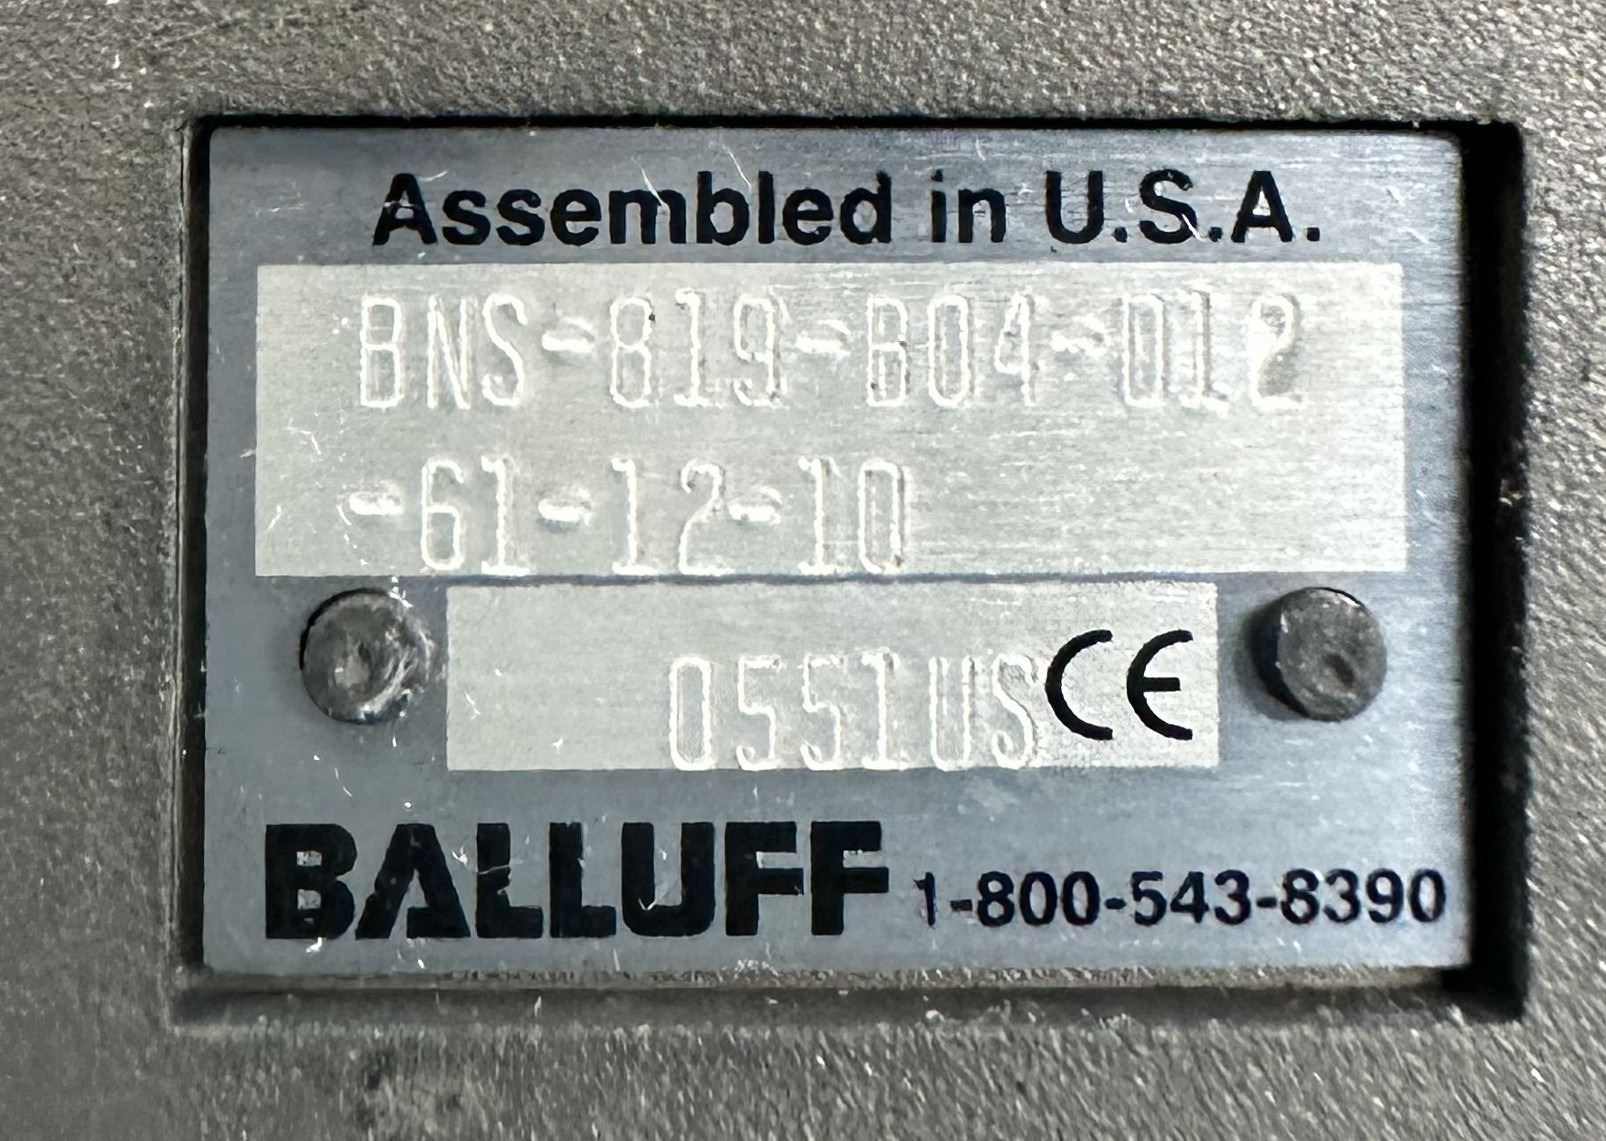 Assembled in U.S.A.
BNS-819-B04-D12
-61-12-10
0551US CE
BALLUFF 1-800-543-8390